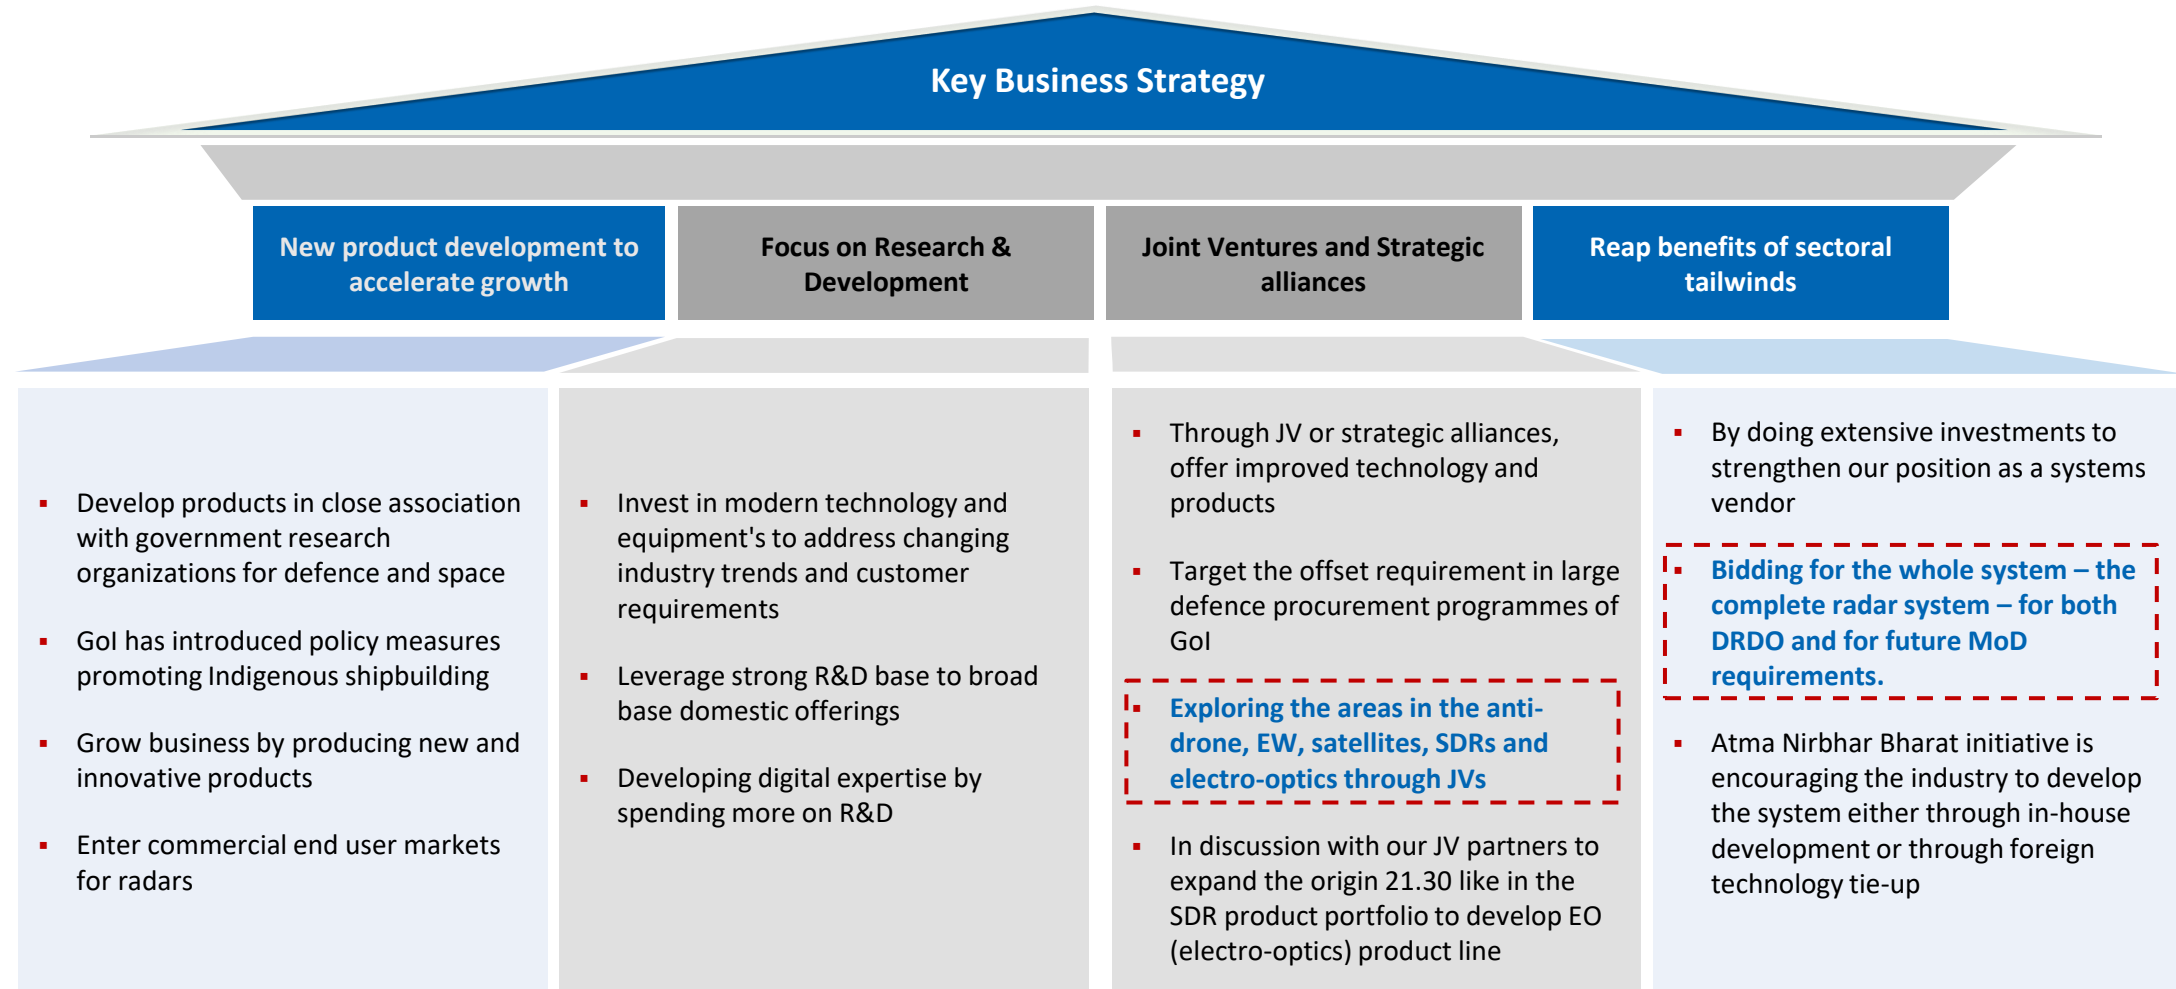 Key Business Strategy
New product development to
accelerate growth
Focus on Research &
Development
Joint Ventures and Strategic
alliances
Reap benefits of sectoral
tailwinds
▪ Develop products in close association
with government research
organizations for defence and space
▪ GoI has introduced policy measures
promoting Indigenous shipbuilding
▪ Grow business by producing new and
innovative products
▪ Enter commercial end user markets
for radars
▪ Invest in modern technology and
equipment's to address changing
industry trends and customer
requirements
▪ Leverage strong R&D base to broad
base domestic offerings
▪ Developing digital expertise by
spending more on R&D
▪ Through JV or strategic alliances,
offer improved technology and
products
▪ Target the offset requirement in large
defence procurement programmes of
GoI
▪ Exploring the areas in the anti-
drone, EW, satellites, SDRs and
electro-optics through JVs
▪ In discussion with our JV partners to
expand the origin 21.30 like in the
SDR product portfolio to develop EO
(electro-optics) product line
▪ By doing extensive investments to
strengthen our position as a systems
vendor
▪ Bidding for the whole system – the
complete radar system – for both
DRDO and for future MoD
requirements.
▪ Atma Nirbhar Bharat initiative is
encouraging the industry to develop
the system either through in-house
development or through foreign
technology tie-up